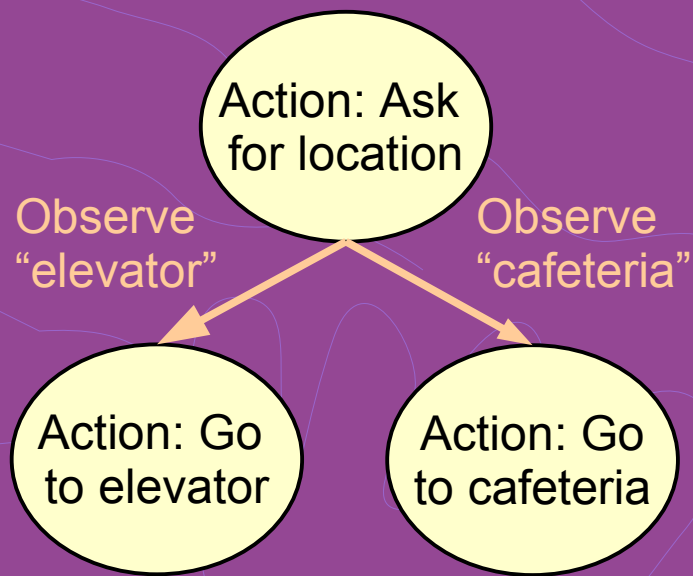 Action: Ask
for location
Observe
“elevator”
Observe
“cafeteria”
Action: Go
to elevator
Action: Go
to cafeteria